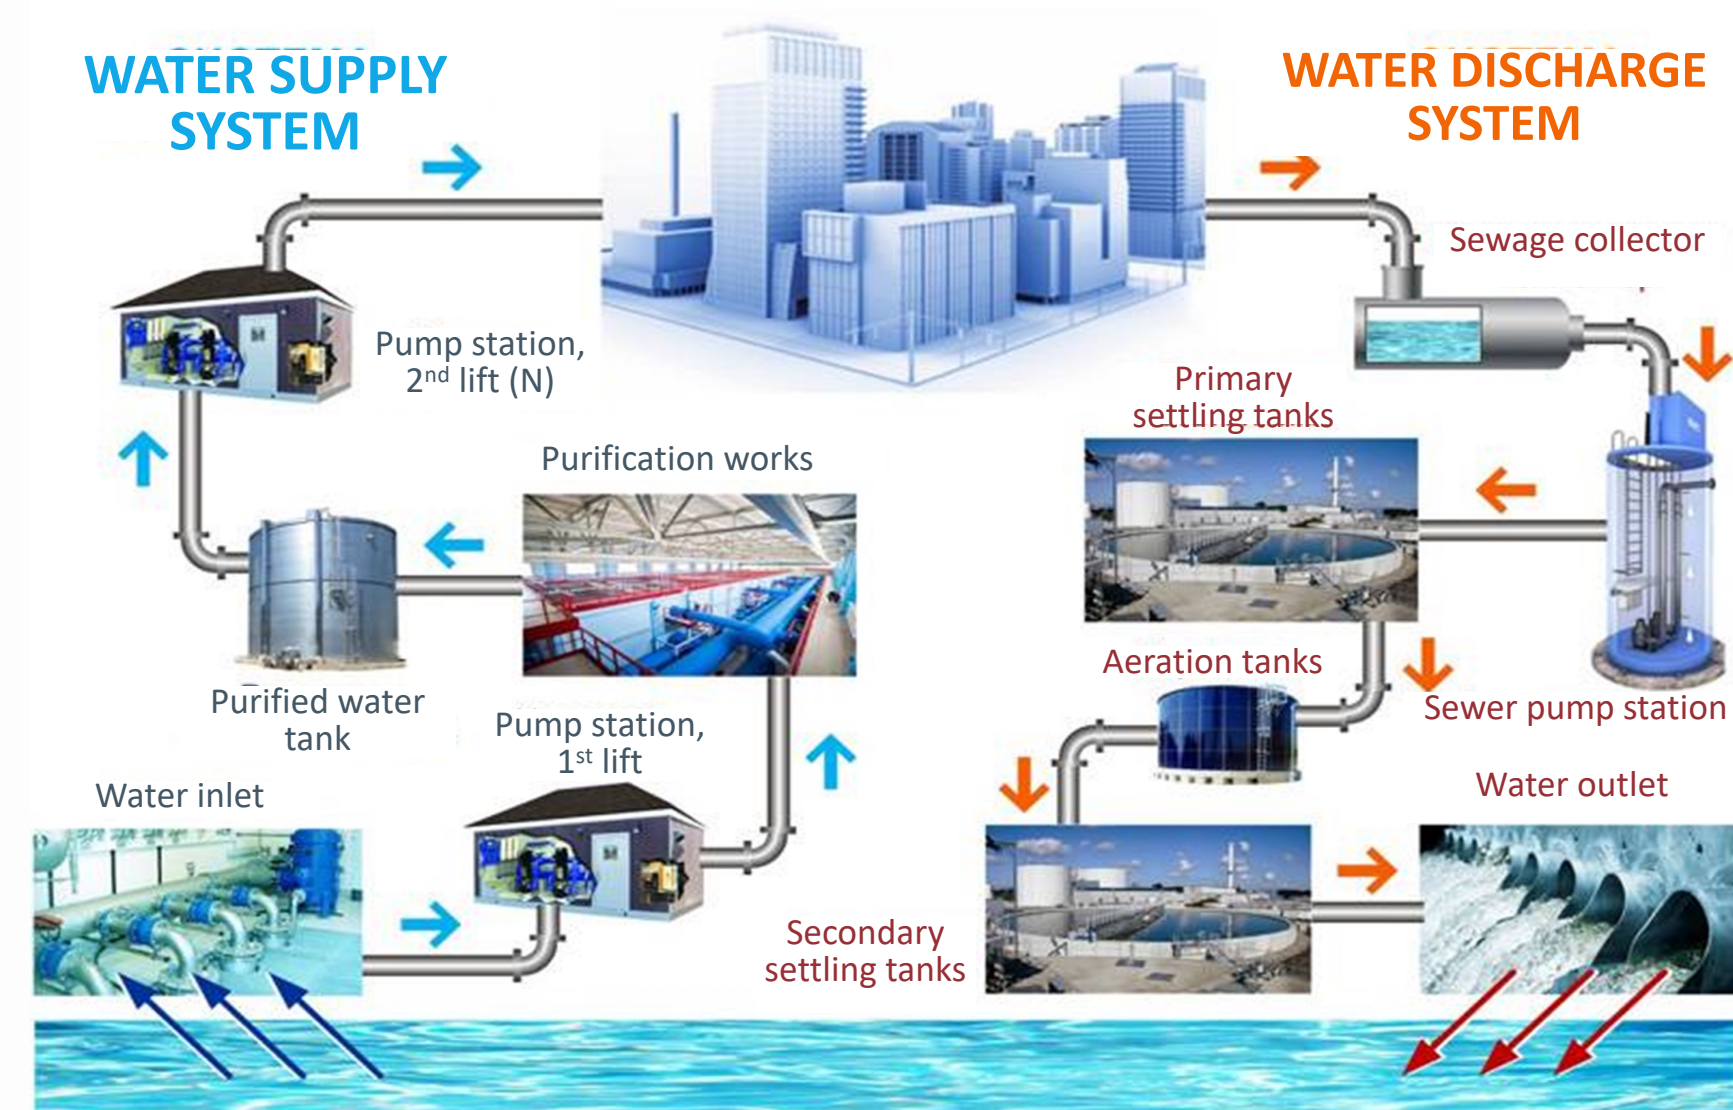 WATER SUPPLY
SYSTEM
WATER DISCHARGE
SYSTEM
Sewage collector
Pump station,
2nd lift (N)
Primary
settling tanks
Purification works
Aeration tanks
Purified water
tank
Sewer pump station
Pump station,
1st lift
Water inlet
Water outlet
Secondary
settling tanks